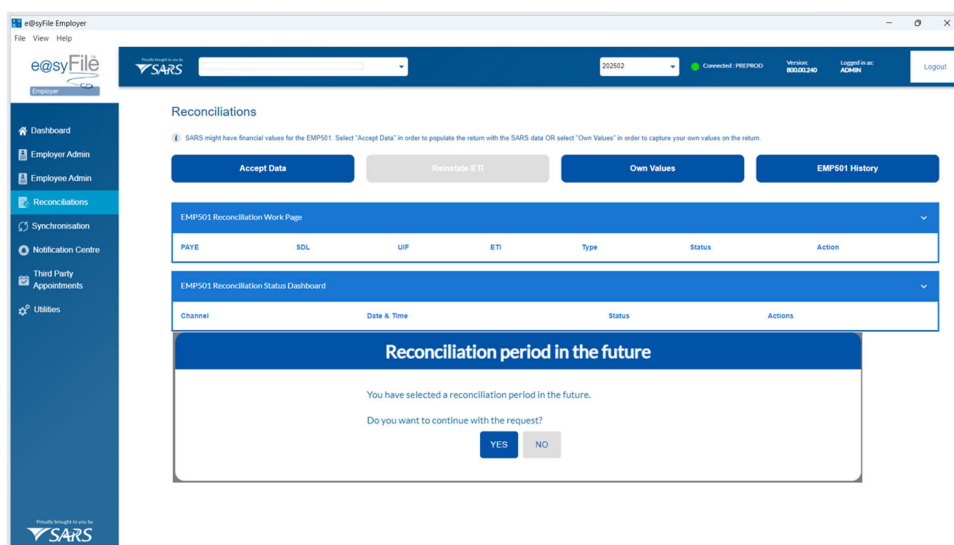 e@syFile Employer
File View Help
e@syFile™
Employer
Proudly brought to you by
SARS
202502
Connected : PREPROD
Version:
800.00.240
Logged in as:
ADMIN
Logout
Dashboard
Employer Admin
Employee Admin
Reconciliations
Synchronisation
Notification Centre
Third Party
Appointments
Utilities
Proudly brought to you by
SARS
Reconciliations
SARS might have financial values for the EMP501. Select "Accept Data" in order to populate the return with the SARS data OR select "Own Values" in order to capture your own values on the return.
Accept Data Reinstate ETI Own Values EMP501 History
EMP501 Reconciliation Work Page
PAYE SDL UIF ETI Type Status Action
EMP501 Reconciliation Status Dashboard
Channel Date & Time Status Actions
Reconciliation period in the future
You have selected a reconciliation period in the future.
Do you want to continue with the request?
YES NO